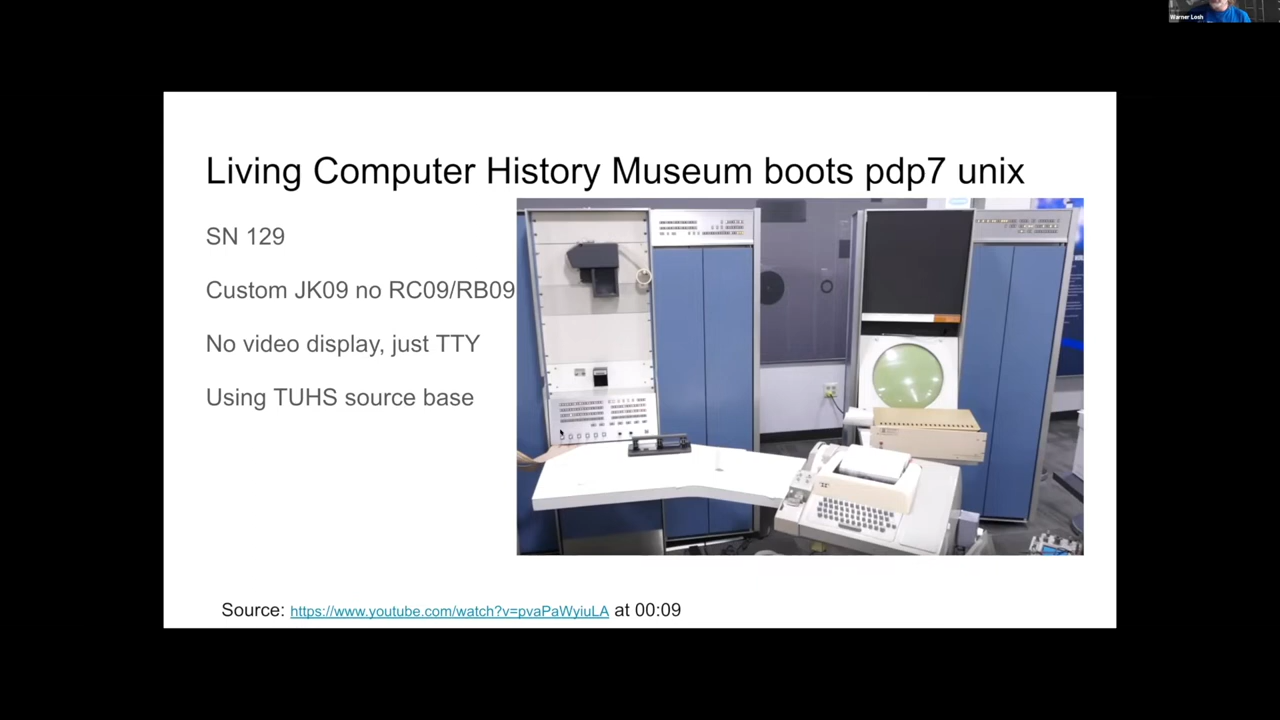 Warner Losh
Living Computer History Museum boots pdp7 unix
SN 129
Custom JK09 no RC09/RB09
No video display, just TTY
Using TUHS source base
Source: https://www.youtube.com/watch?v=pvaPaWyiuLA at 00:09